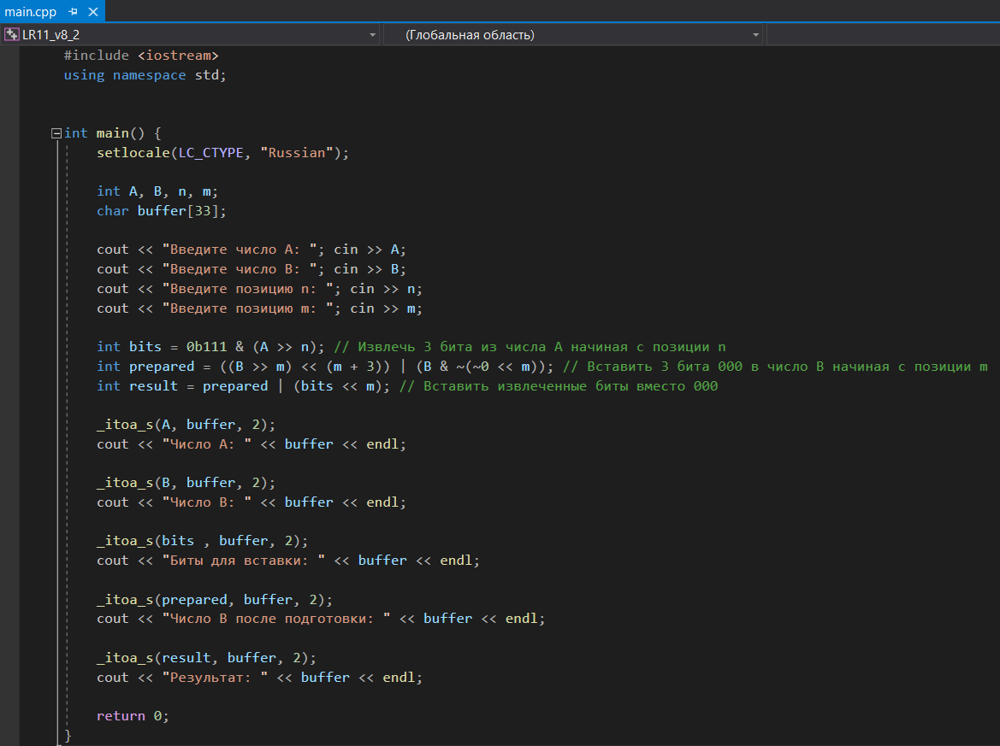 main.cpp
LR11_v8_2
(Глобальная область)
#include <iostream>
using namespace std;
int main() {
setlocale(LC_CTYPE, "Russian");
int A, B, n, m;
char buffer[33];
cout << "Введите число A: "; cin >> A;
cout << "Введите число B: "; cin >> B;
cout << "Введите позицию n: "; cin >> n;
cout << "Введите позицию m: "; cin >> m;
int bits = 0b111 & (A >> n); // Извлечь 3 бита из числа A начиная с позиции n
int prepared = ((B >> m) << (m + 3)) | (B & ~(~0 << m)); // Вставить 3 бита 000 в число B начиная с позиции m
int result = prepared | (bits << m); // Вставить извлеченные биты вместо 000
_itoa_s(A, buffer, 2);
cout << "Число A: " << buffer << endl;
_itoa_s(B, buffer, 2);
cout << "Число B: " << buffer << endl;
_itoa_s(bits , buffer, 2);
cout << "Биты для вставки: " << buffer << endl;
_itoa_s(prepared, buffer, 2);
cout << "Число B после подготовки: " << buffer << endl;
_itoa_s(result, buffer, 2);
cout << "Результат: " << buffer << endl;
return 0;
}